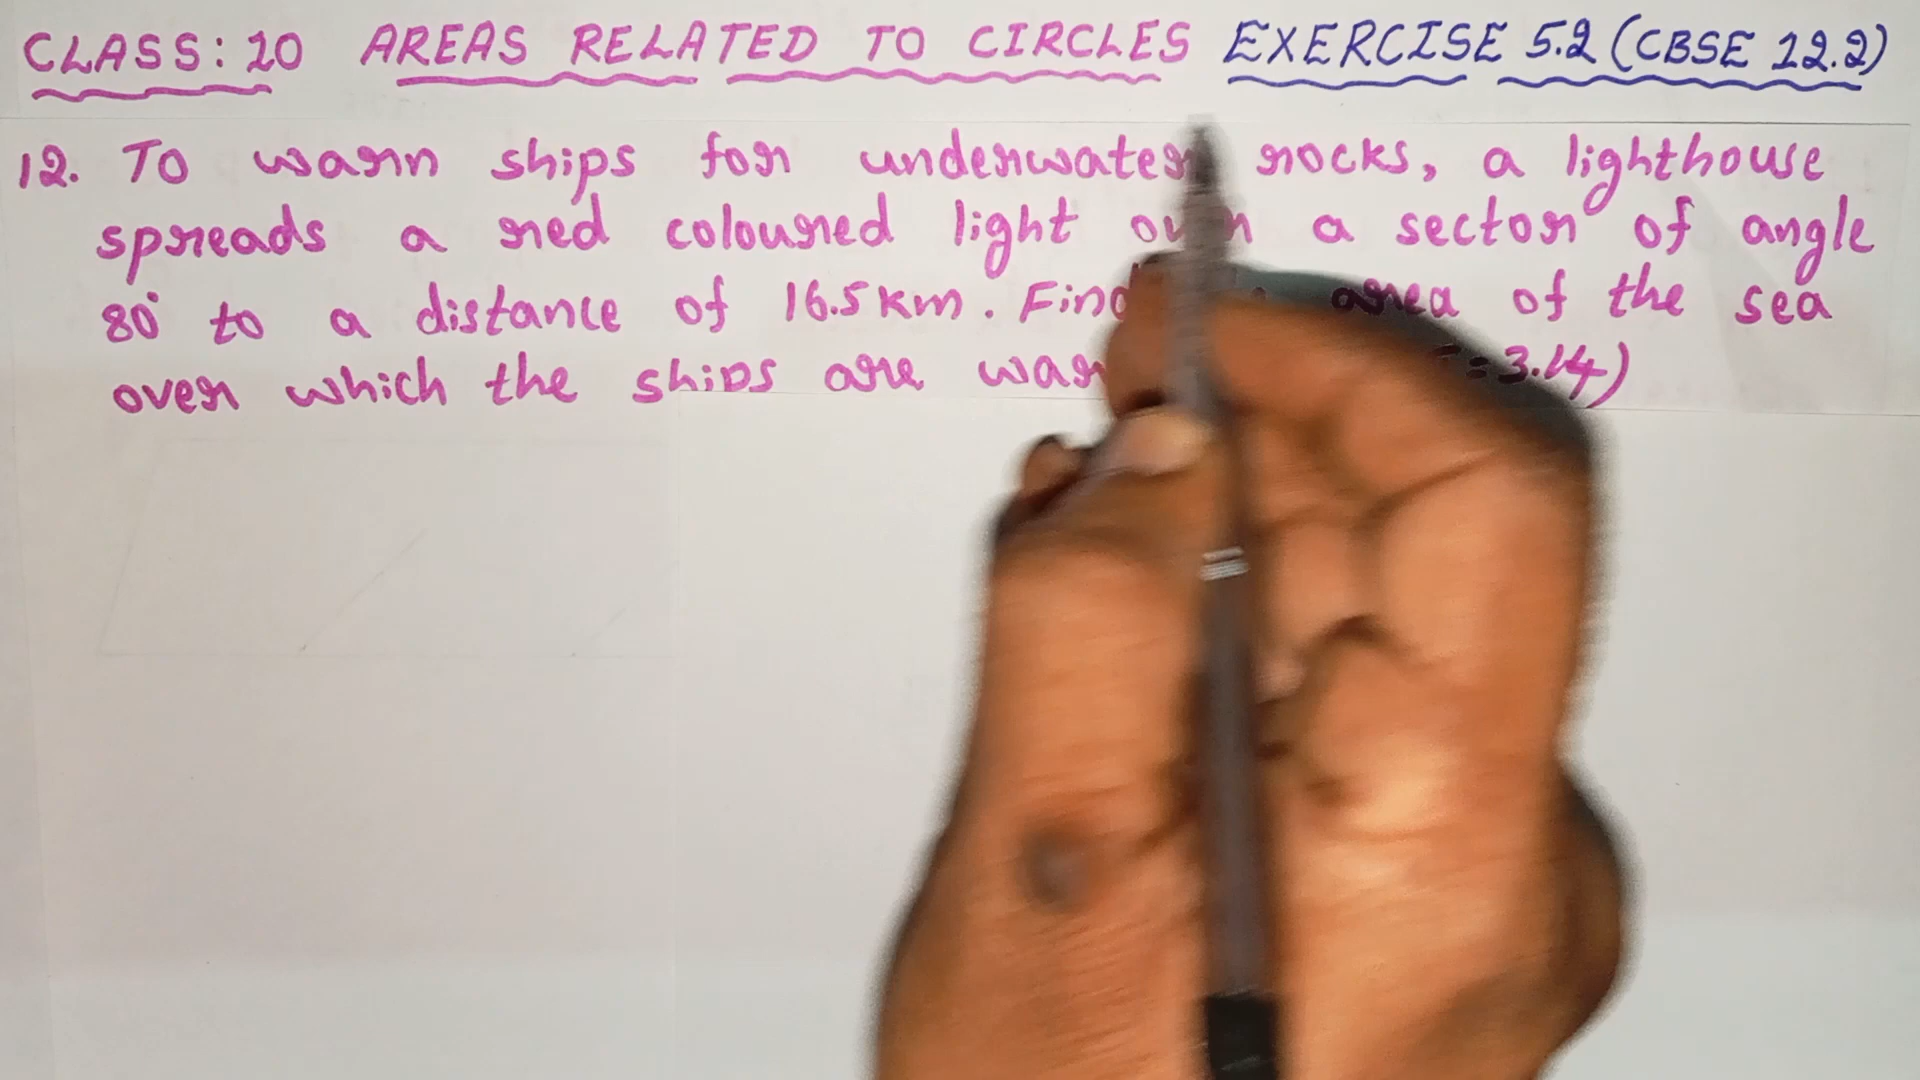 CLASS: 10 AREAS RELATED TO CIRCLES EXERCISE 5.2 (CBSE 12.2)
12. To warn ships for underwater rocks, a lighthouse
spreads a red coloured light a sector of angle
80° to a distance of 16.5 km. area of the sea
over which the ships are = 3.14)